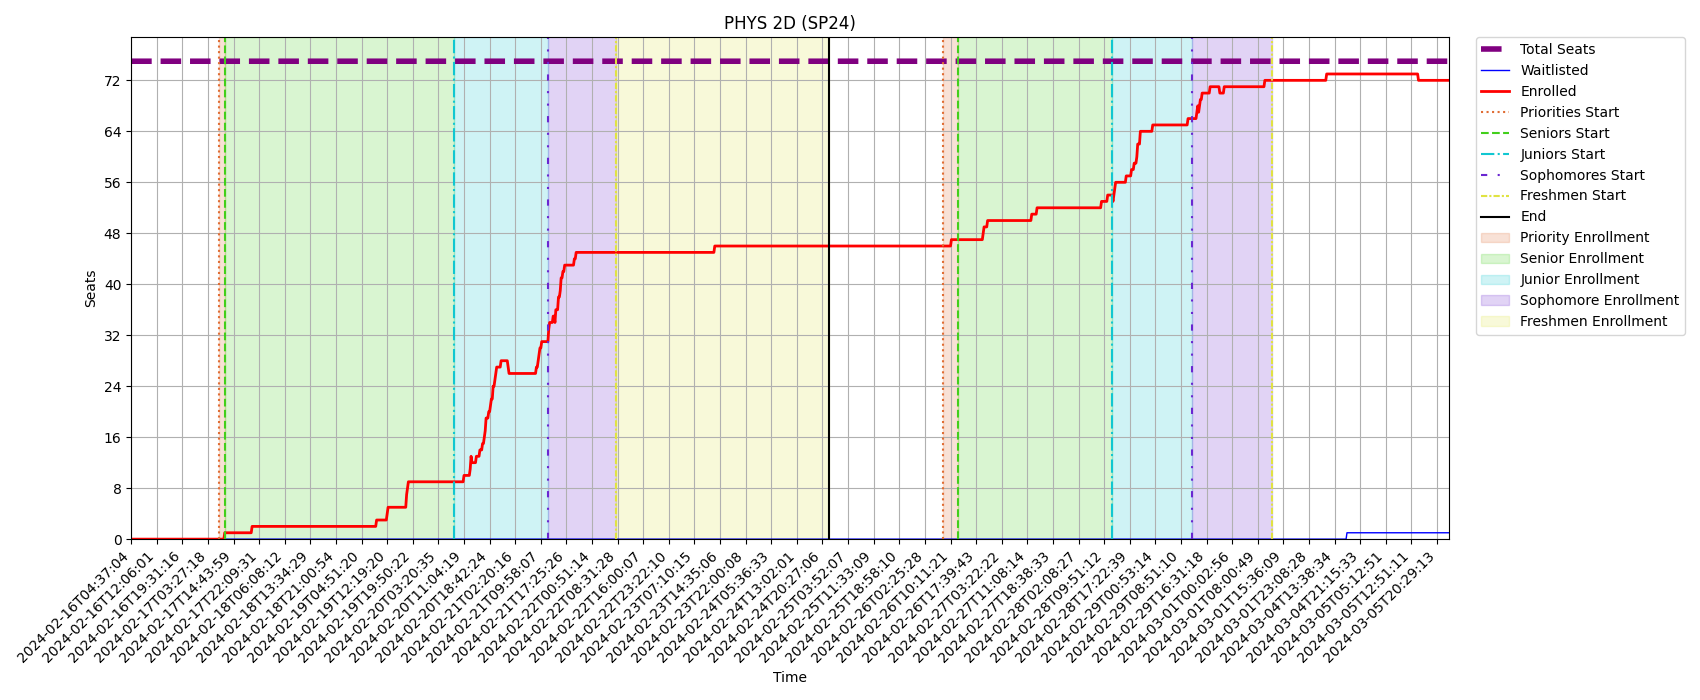 PHYS 2D (SP24)
Total Seats
Waitlisted
Enrolled
Priorities Start
Seniors Start
Juniors Start
Sophomores Start
Freshmen Start
End
Priority Enrollment
Senior Enrollment
Junior Enrollment
Sophomore Enrollment
Freshmen Enrollment
Seats
72
64
56
48
40
32
24
16
8
0
2024-02-16T04:37:04
2024-02-16T12:06:01
2024-02-16T19:31:16
2024-02-17T03:27:18
2024-02-17T14:43:59
2024-02-17T22:09:31
2024-02-18T06:08:12
2024-02-18T13:34:29
2024-02-18T21:00:54
2024-02-19T04:51:20
2024-02-19T12:19:20
2024-02-19T19:50:22
2024-02-20T03:20:35
2024-02-20T11:04:19
2024-02-20T18:42:24
2024-02-21T02:20:16
2024-02-21T09:58:07
2024-02-21T17:25:26
2024-02-22T00:51:14
2024-02-22T08:31:28
2024-02-22T16:00:07
2024-02-22T23:22:10
2024-02-23T07:10:15
2024-02-23T14:35:06
2024-02-23T22:00:08
2024-02-24T05:36:33
2024-02-24T13:02:01
2024-02-24T20:27:06
2024-02-25T03:52:07
2024-02-25T11:33:09
2024-02-25T18:58:10
2024-02-26T02:25:28
2024-02-26T10:11:21
2024-02-26T17:39:43
2024-02-27T03:22:22
2024-02-27T11:08:14
2024-02-27T18:38:33
2024-02-28T02:08:27
2024-02-28T09:51:12
2024-02-28T17:22:39
2024-02-29T00:53:14
2024-02-29T08:51:10
2024-02-29T16:31:18
2024-03-01T00:02:56
2024-03-01T08:00:49
2024-03-01T15:36:09
2024-03-01T23:08:28
2024-03-04T13:38:34
2024-03-04T21:15:33
2024-03-05T05:12:51
2024-03-05T12:51:11
2024-03-05T20:29:13
Time